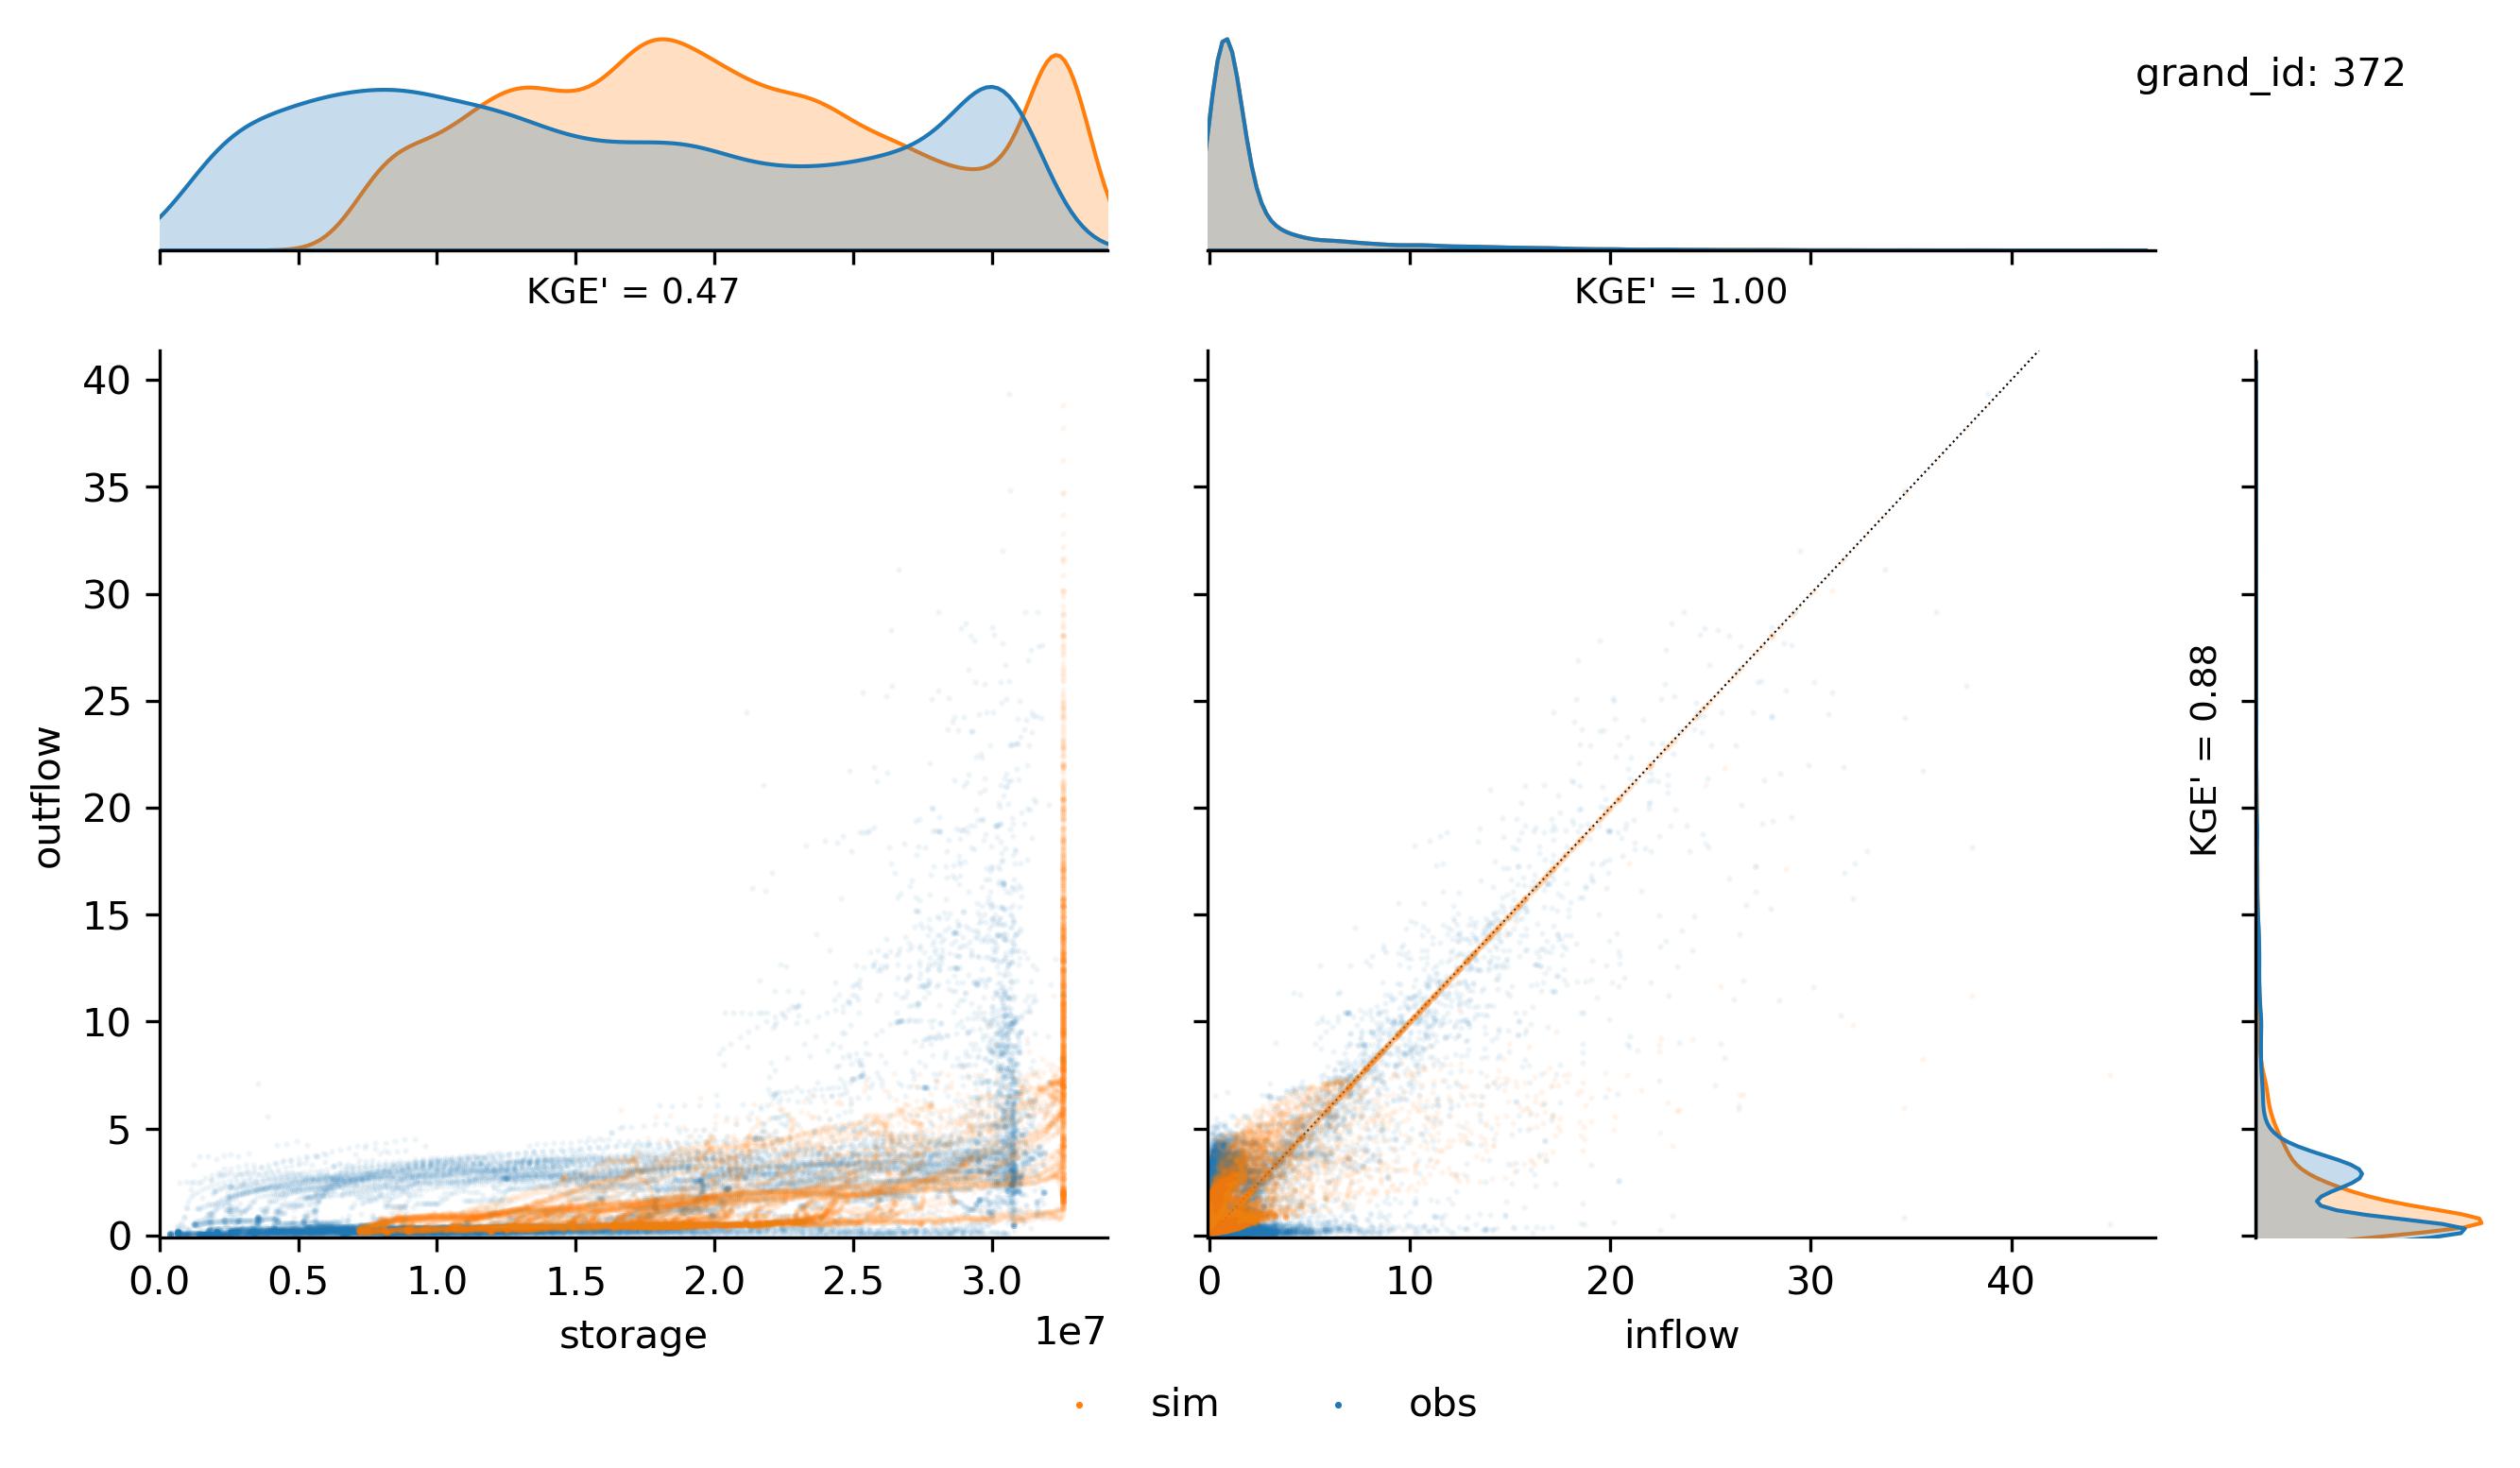 grand_id: 372
KGE' = 0.47
KGE' = 1.00
40
35
30
25
20
15
10
5
0
outflow
KGE' = 0.88
0.0 0.5 1.0 1.5 2.0 2.5 3.0
1e7
storage
0 10 20 30 40
inflow
sim obs